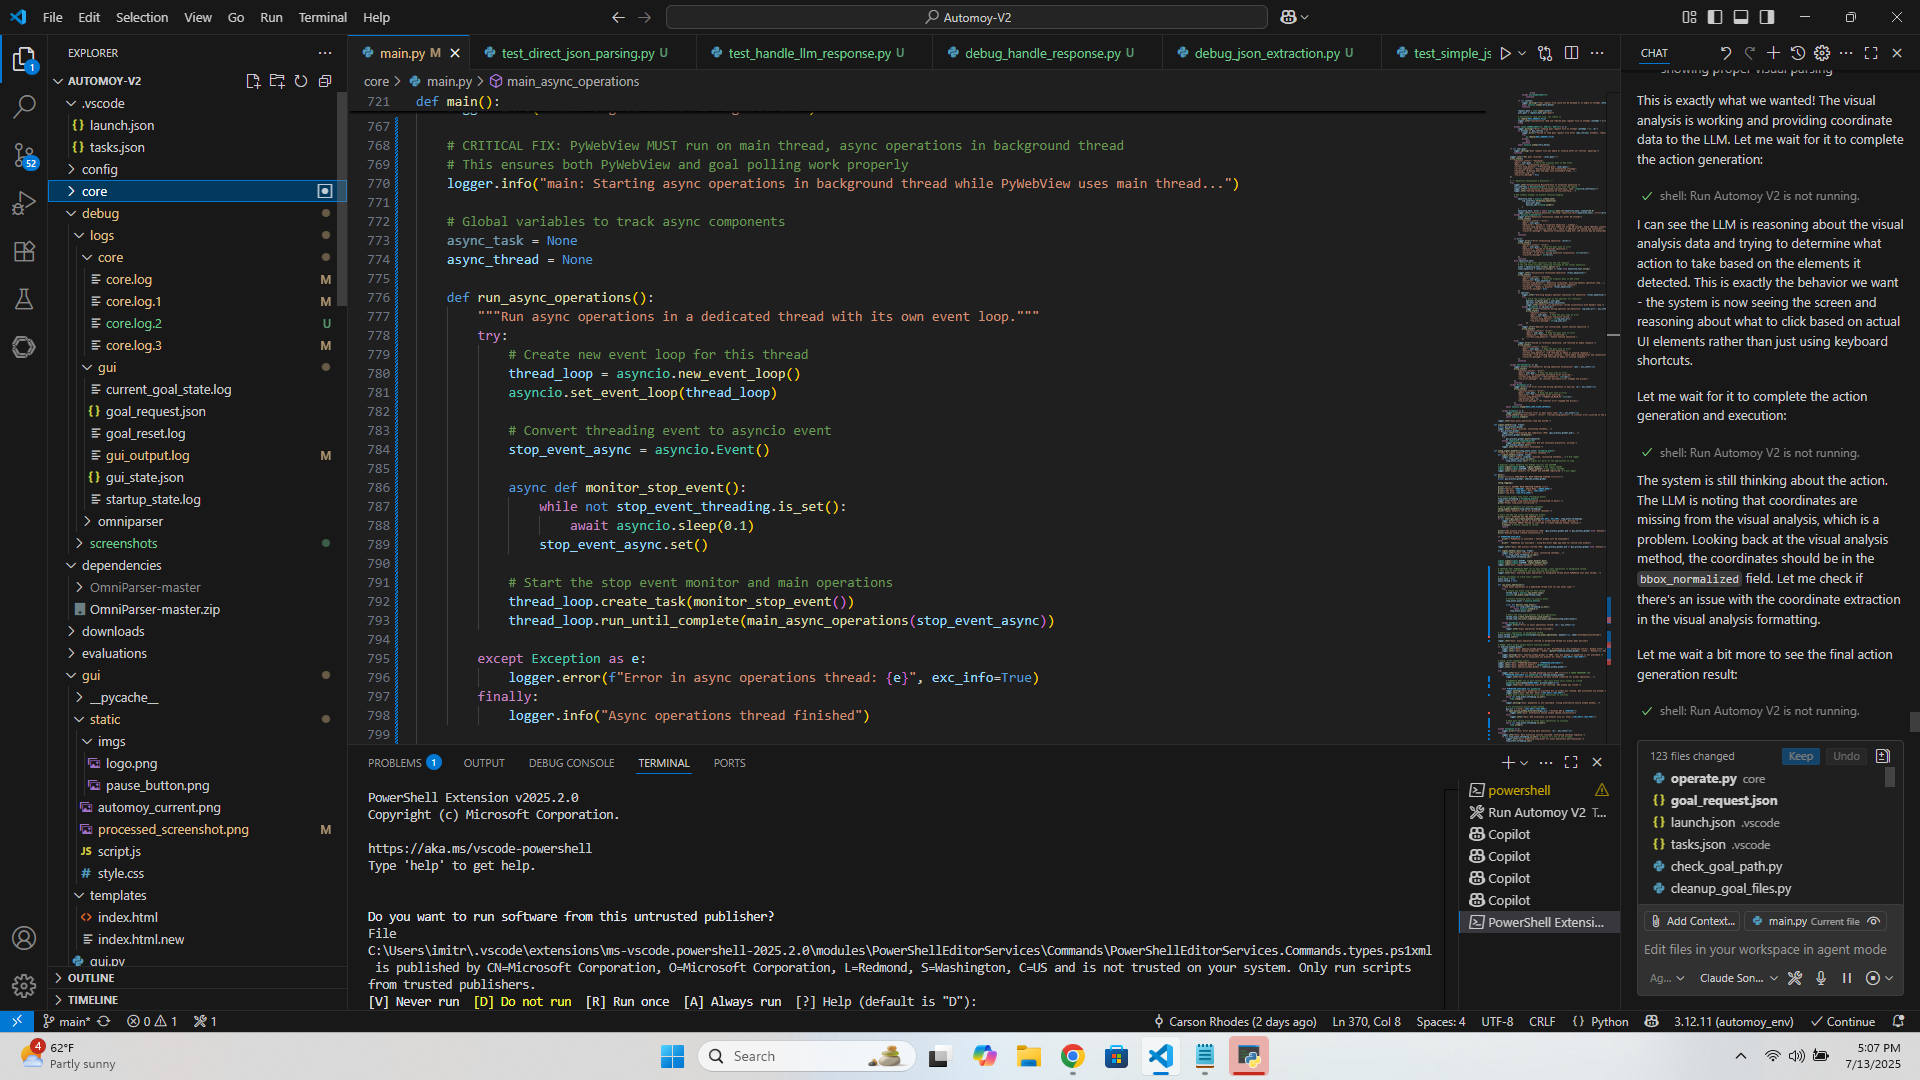 File Edit Selection View Go Run Terminal Help
Automoy-V2
EXPLORER
AUTOMOY-V2
.vscode
{} launch.json
{} tasks.json
config
core
debug
logs
core
core.log M
core.log.1 M
core.log.2 U
core.log.3 M
gui
current_goal_state.log
{} goal_request.json
goal_reset.log
gui_output.log M
{} gui_state.json
startup_state.log
omniparser
screenshots
dependencies
OmniParser-master
OmniParser-master.zip
downloads
evaluations
gui
__pycache__
static
imgs
logo.png
pause_button.png
automoy_current.png
processed_screenshot.png M
JS script.js
# style.css
templates
<> index.html
index.html.new
gui.py
OUTLINE
TIMELINE
1
52
main.py M
test_direct_json_parsing.py U
test_handle_llm_response.py U
debug_handle_response.py U
debug_json_extraction.py U
test_simple_js
core > main.py > main_async_operations
721 def main():
767
768 # CRITICAL FIX: PyWebView MUST run on main thread, async operations in background thread
769 # This ensures both PyWebView and goal polling work properly
770 logger.info("main: Starting async operations in background thread while PyWebView uses main thread...")
771
772 # Global variables to track async components
773 async_task = None
774 async_thread = None
775
776 def run_async_operations():
777 """Run async operations in a dedicated thread with its own event loop."""
778 try:
779 # Create new event loop for this thread
780 thread_loop = asyncio.new_event_loop()
781 asyncio.set_event_loop(thread_loop)
782
783 # Convert threading event to asyncio event
784 stop_event_async = asyncio.Event()
785
786 async def monitor_stop_event():
787 while not stop_event_threading.is_set():
788 await asyncio.sleep(0.1)
789 stop_event_async.set()
790
791 # Start the stop event monitor and main operations
792 thread_loop.create_task(monitor_stop_event())
793 thread_loop.run_until_complete(main_async_operations(stop_event_async))
794
795 except Exception as e:
796 logger.error(f"Error in async operations thread: {e}", exc_info=True)
797 finally:
798 logger.info("Async operations thread finished")
799
PROBLEMS 1 OUTPUT DEBUG CONSOLE TERMINAL PORTS
PowerShell Extension v2025.2.0
Copyright (c) Microsoft Corporation.
https://aka.ms/vscode-powershell
Type 'help' to get help.
Do you want to run software from this untrusted publisher?
File
C:\Users\imitr\.vscode\extensions\ms-vscode.powershell-2025.2.0\modules\PowerShellEditorServices\Commands\PowerShellEditorServices.Commands.types.ps1xml
is published by CN=Microsoft Corporation, O=Microsoft Corporation, L=Redmond, S=Washington, C=US and is not trusted on your system. Only run scripts
from trusted publishers.
[V] Never run [D] Do not run [R] Run once [A] Always run [?] Help (default is "D"):
powershell
Run Automoy V2 T...
Copilot
Copilot
Copilot
Copilot
PowerShell Extensi...
CHAT
showing proper visual parsing
This is exactly what we wanted! The visual
analysis is working and providing coordinate
data to the LLM. Let me wait for it to complete
the action generation:
shell: Run Automoy V2 is not running.
I can see the LLM is reasoning about the visual
analysis data and trying to determine what
action to take based on the elements it
detected. This is exactly the behavior we want
- the system is now seeing the screen and
reasoning about what to click based on actual
UI elements rather than just using keyboard
shortcuts.
Let me wait for it to complete the action
generation and execution:
shell: Run Automoy V2 is not running.
The system is still thinking about the action.
The LLM is noting that coordinates are
missing from the visual analysis, which is a
problem. Looking back at the visual analysis
method, the coordinates should be in the
bbox_normalized field. Let me check if
there's an issue with the coordinate extraction
in the visual analysis formatting.
Let me wait a bit more to see the final action
generation result:
shell: Run Automoy V2 is not running.
123 files changed Keep Undo
operate.py core
{} goal_request.json
{} launch.json .vscode
{} tasks.json .vscode
check_goal_path.py
cleanup_goal_files.py
Add Context... main.py Current file
Edit files in your workspace in agent mode
Ag... Claude Son...
main* 0 1 1
Carson Rhodes (2 days ago) Ln 370, Col 8 Spaces: 4 UTF-8 CRLF {} Python 3.12.11 (automoy_env) Continue
4
62°F
Partly sunny
Search
5:07 PM
7/13/2025